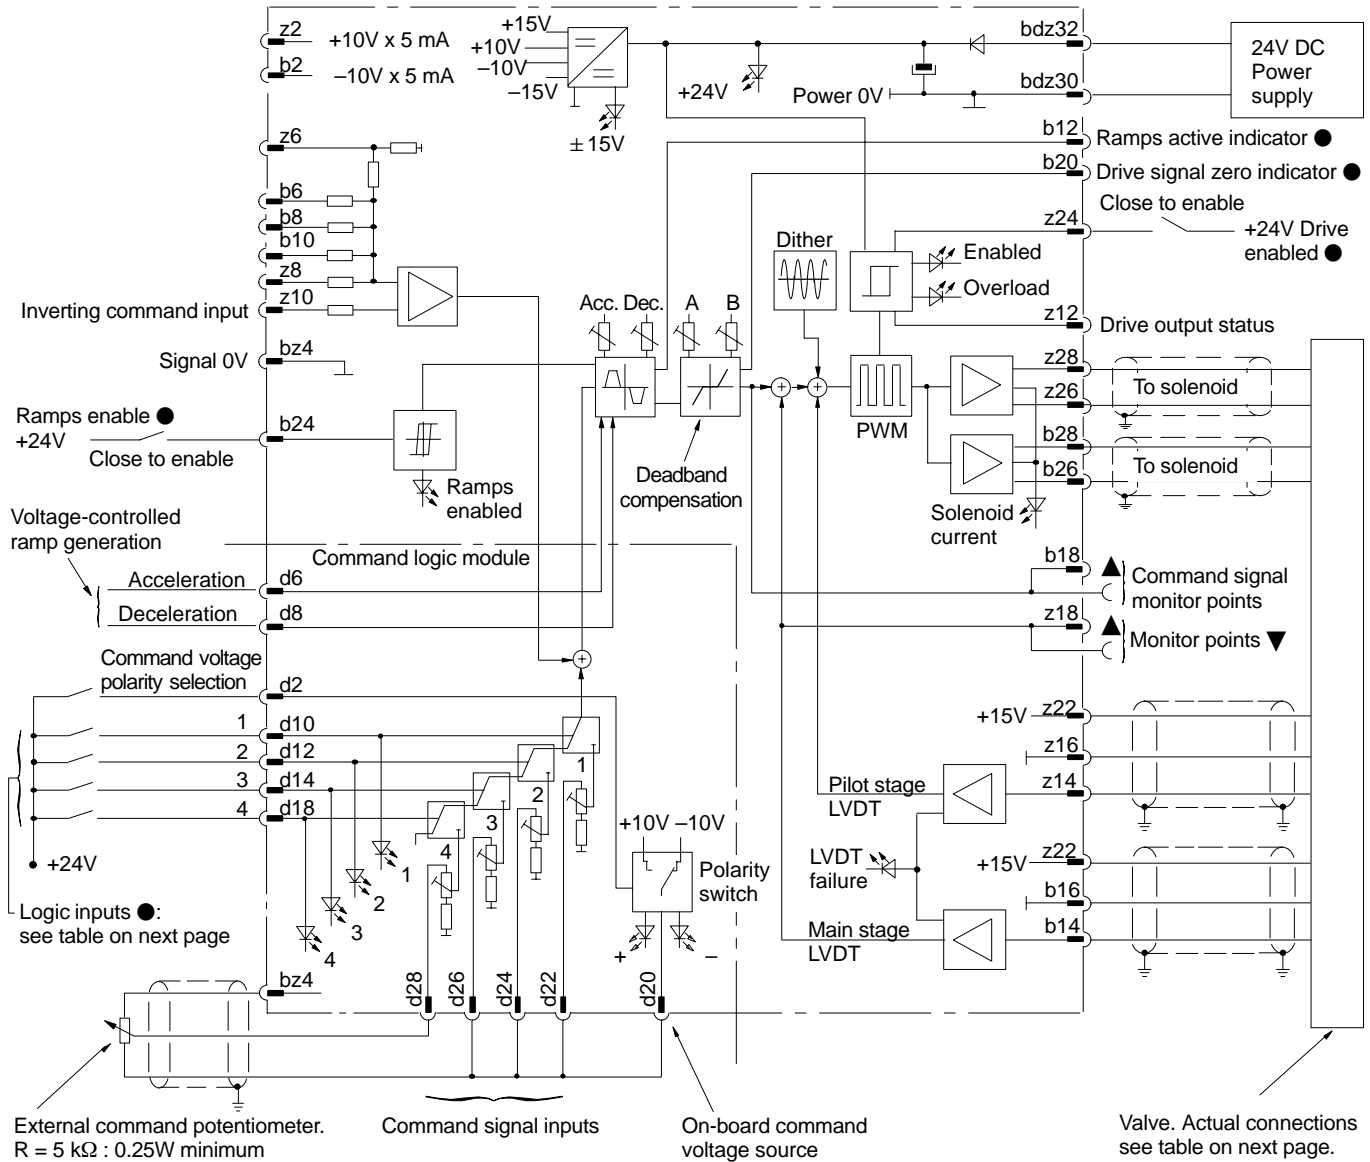 z2
+10V x 5 mA
b2
–10V x 5 mA
+15V
+10V
–10V
–15V
±15V
+24V
Power 0V
bdz32
bdz30
24V DC
Power
supply
z6
b6
b8
b10
z8
z10
Inverting command input
Signal 0V
bz4
Ramps enable ●
+24V
Close to enable
b24
Ramps
enabled
b12
Ramps active indicator ●
b20
Drive signal zero indicator ●
Close to enable
z24
+24V Drive
enabled ●
Dither
Enabled
Overload
z12
Drive output status
Acc.
Dec.
A
B
PWM
Deadband
compensation
z28
z26
To solenoid
b28
b26
To solenoid
Solenoid
current
Voltage-controlled
ramp generation
Command logic module
Acceleration
d6
Deceleration
d8
b18
▲
Command signal
monitor points
z18
▲
Monitor points ▼
Command voltage
polarity selection
d2
1
d10
2
d12
3
d14
4
d18
+24V
Logic inputs ●:
see table on next page
1
2
3
4
1
2
3
4
+10V
–10V
Polarity
switch
+
–
+15V
z22
z16
z14
Pilot stage
LVDT
LVDT
failure
+15V
z22
b16
b14
Main stage
LVDT
bz4
d28
d26
d24
d22
d20
External command potentiometer.
R = 5 kΩ : 0.25W minimum
Command signal inputs
On-board command
voltage source
Valve. Actual connections
see table on next page.